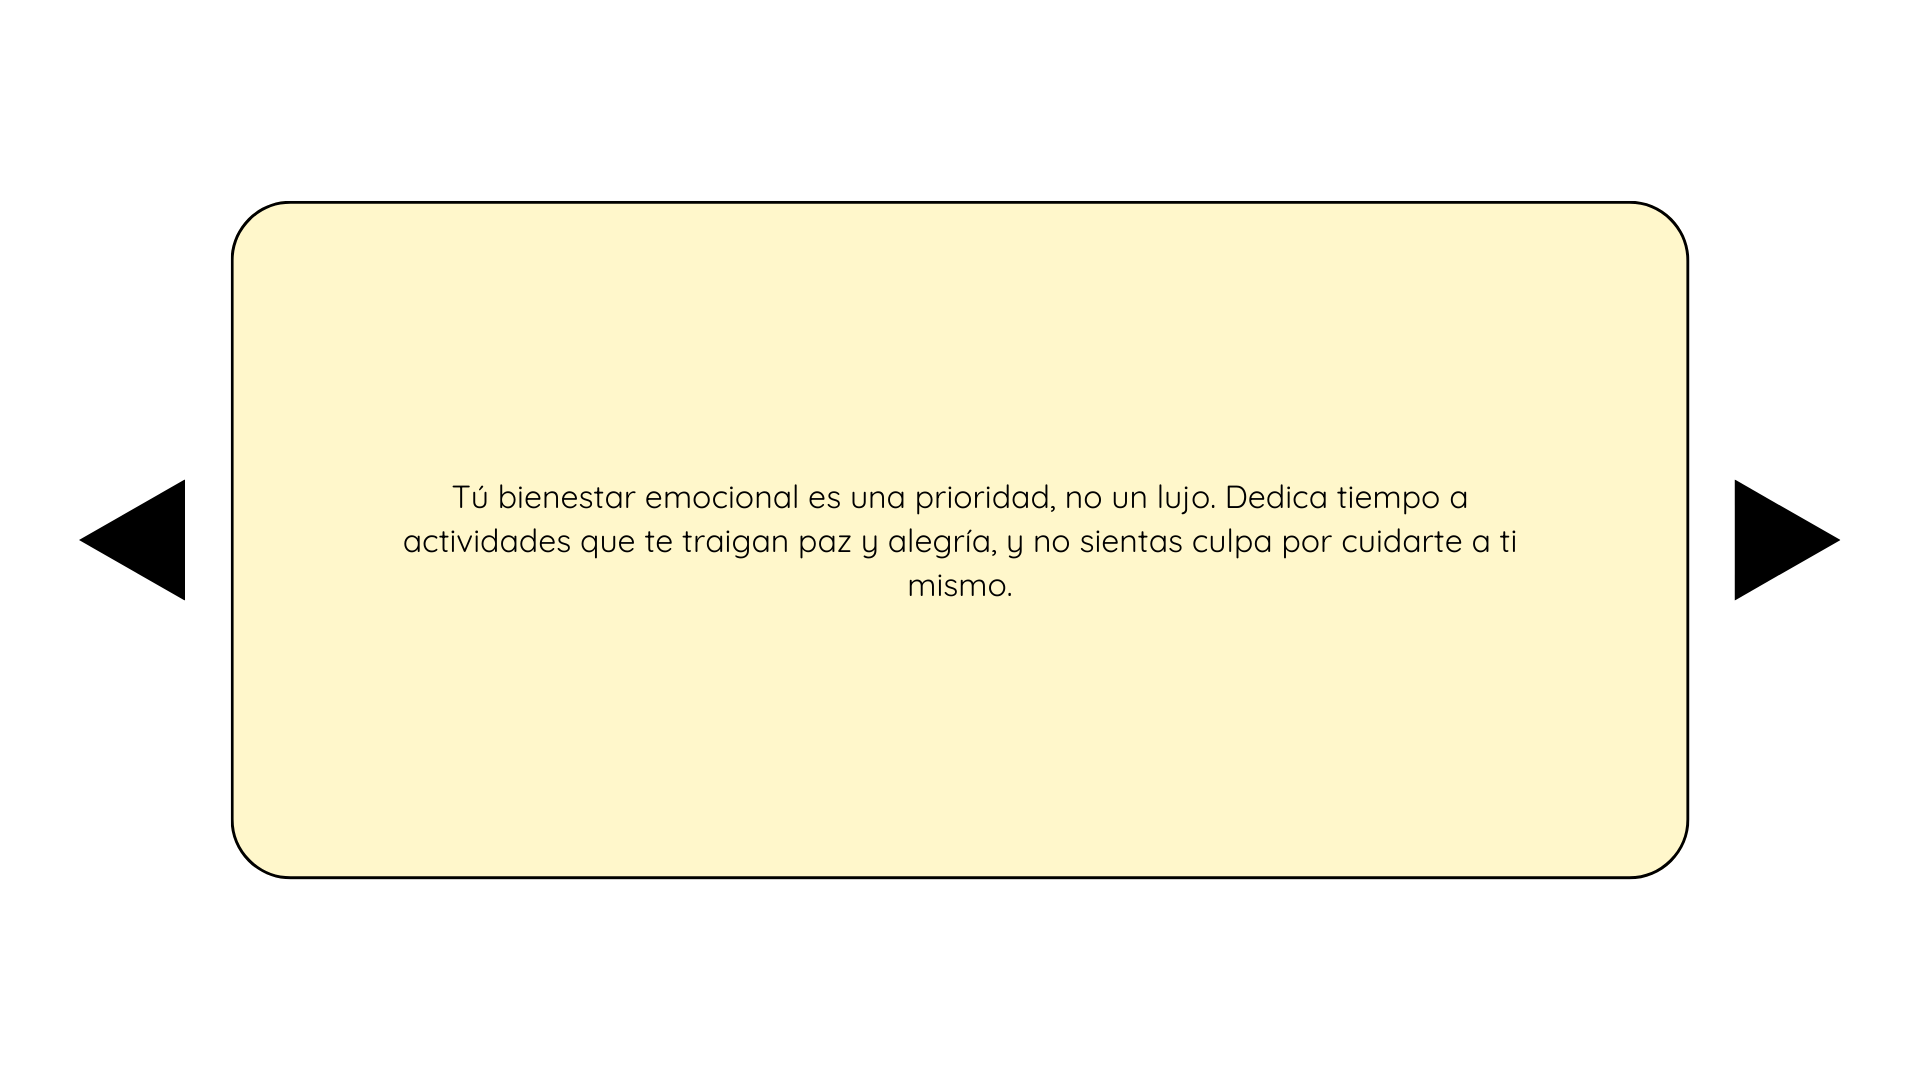 Tú bienestar emocional es una prioridad, no un lujo. Dedica tiempo a
actividades que te traigan paz y alegría, y no sientas culpa por cuidarte a ti
mismo.